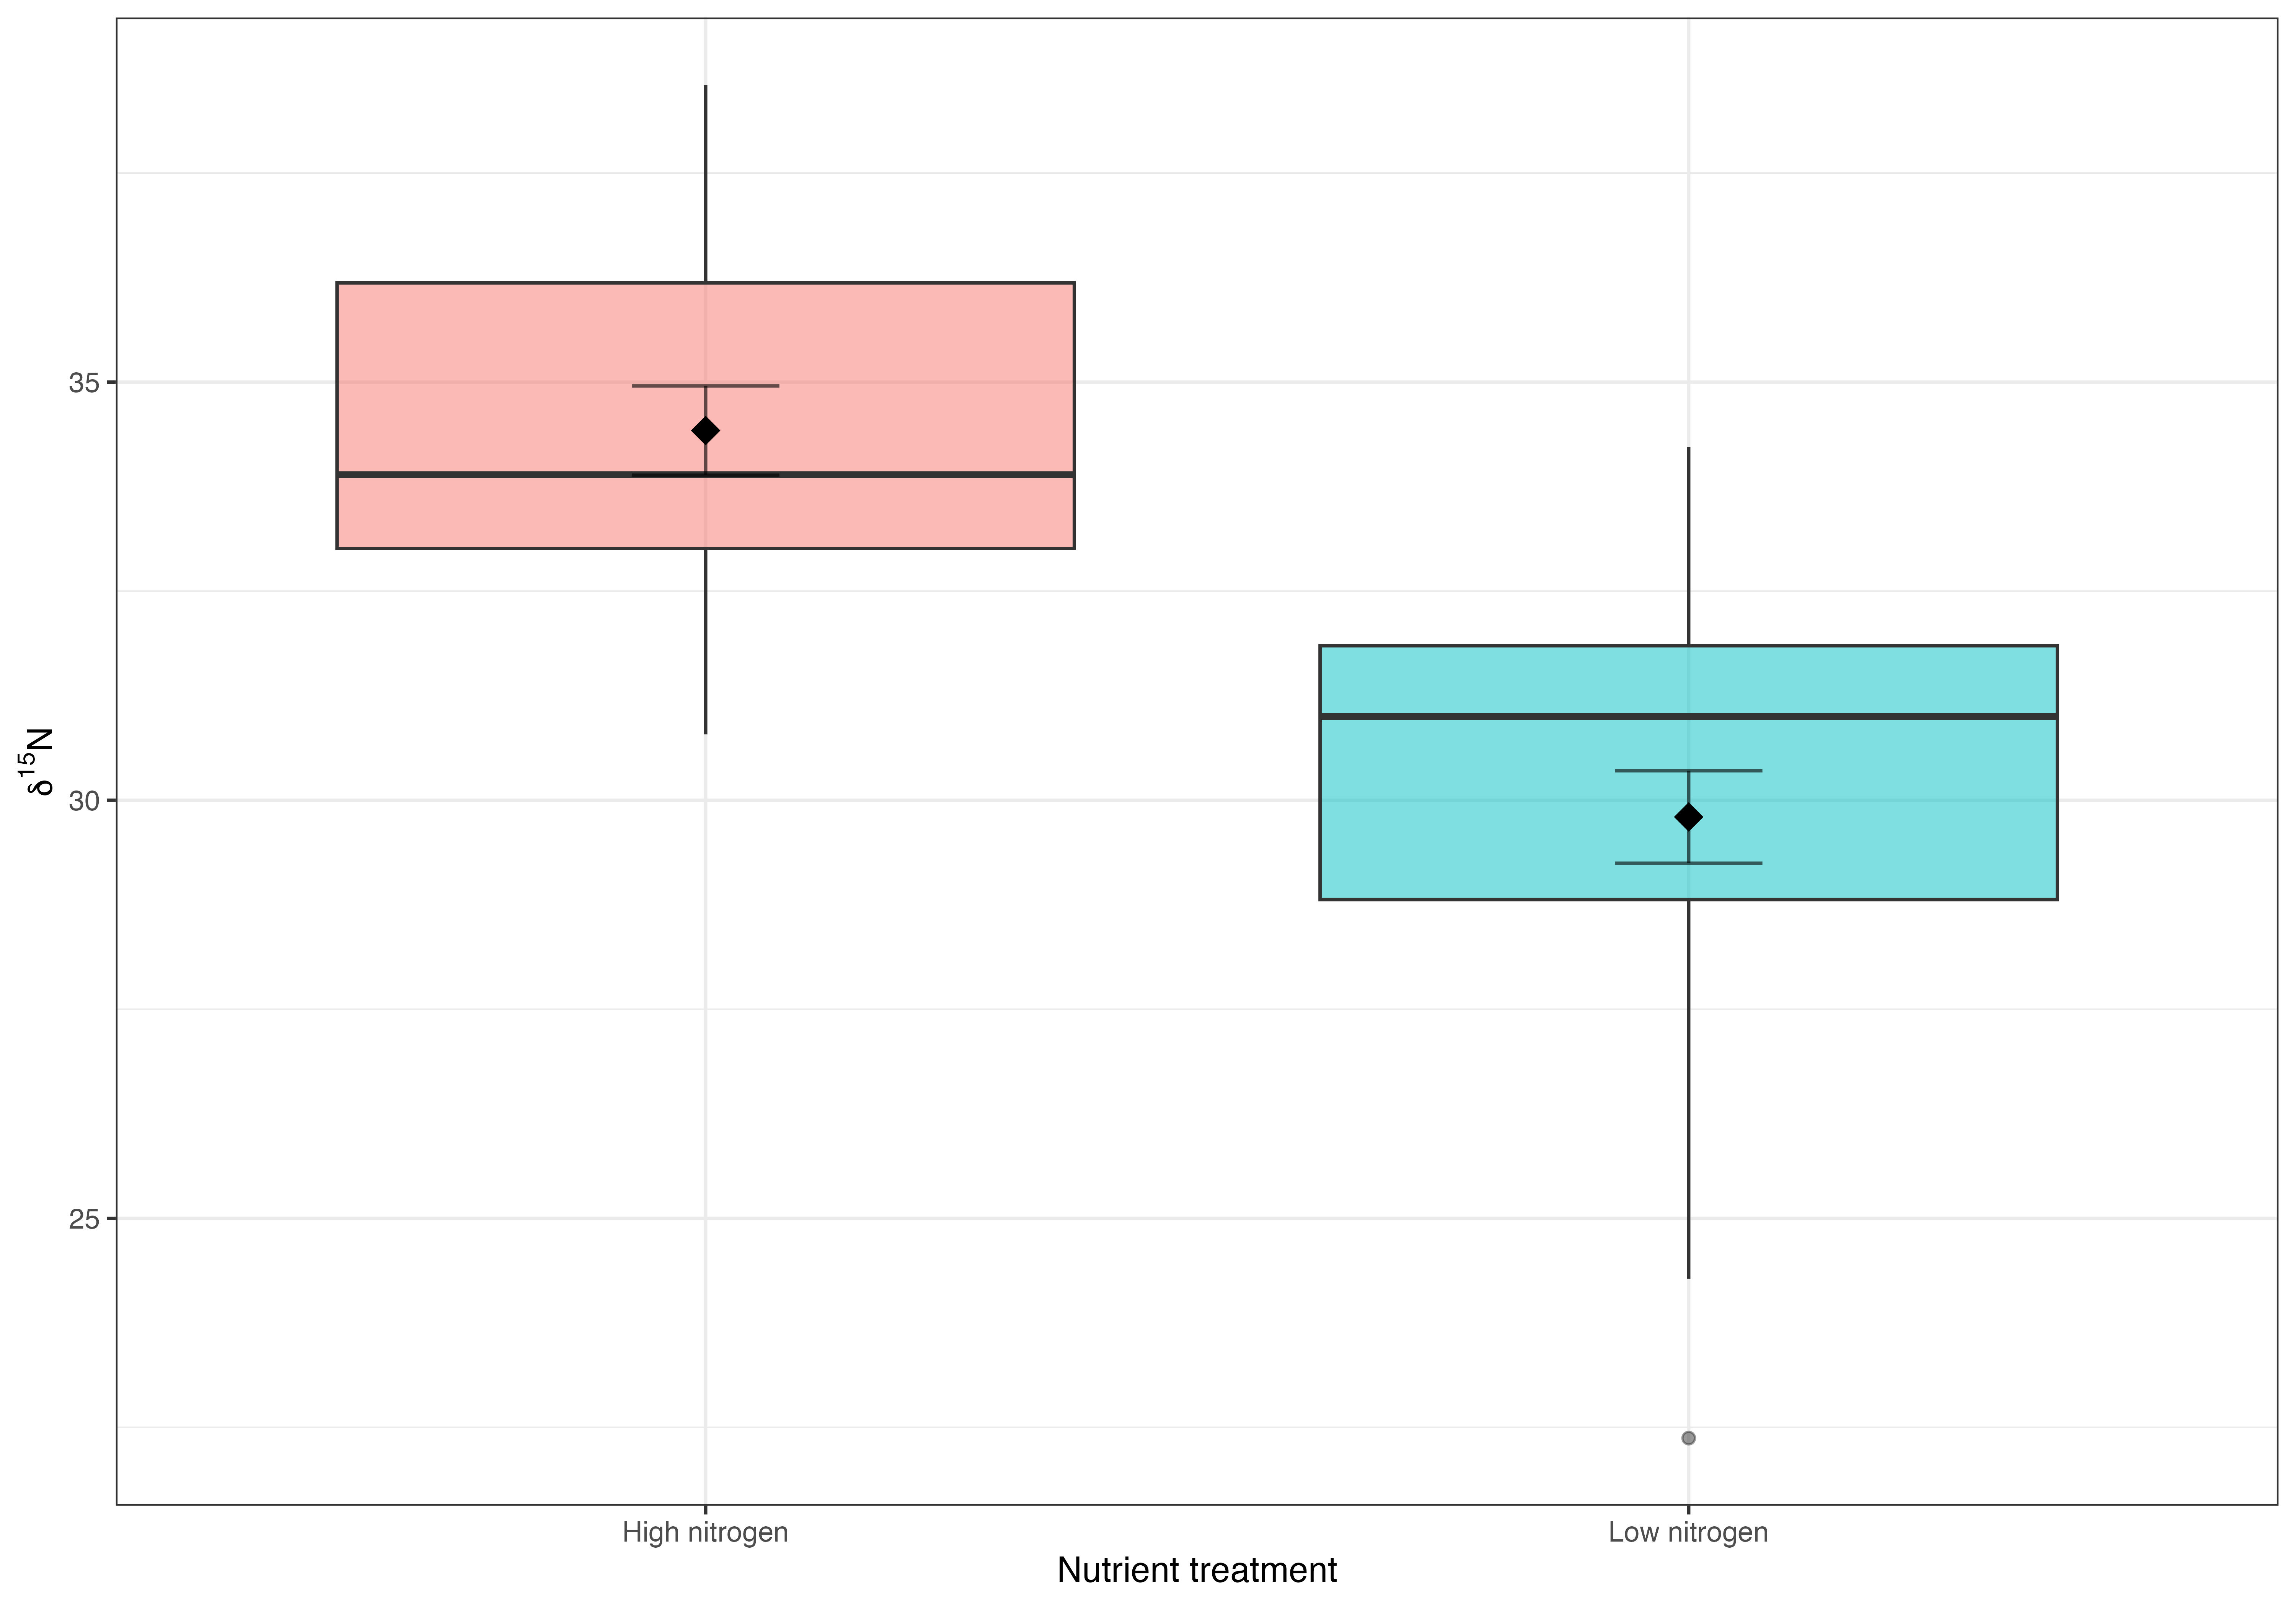 δ¹⁵N
35
30
25
High nitrogen
Low nitrogen
Nutrient treatment